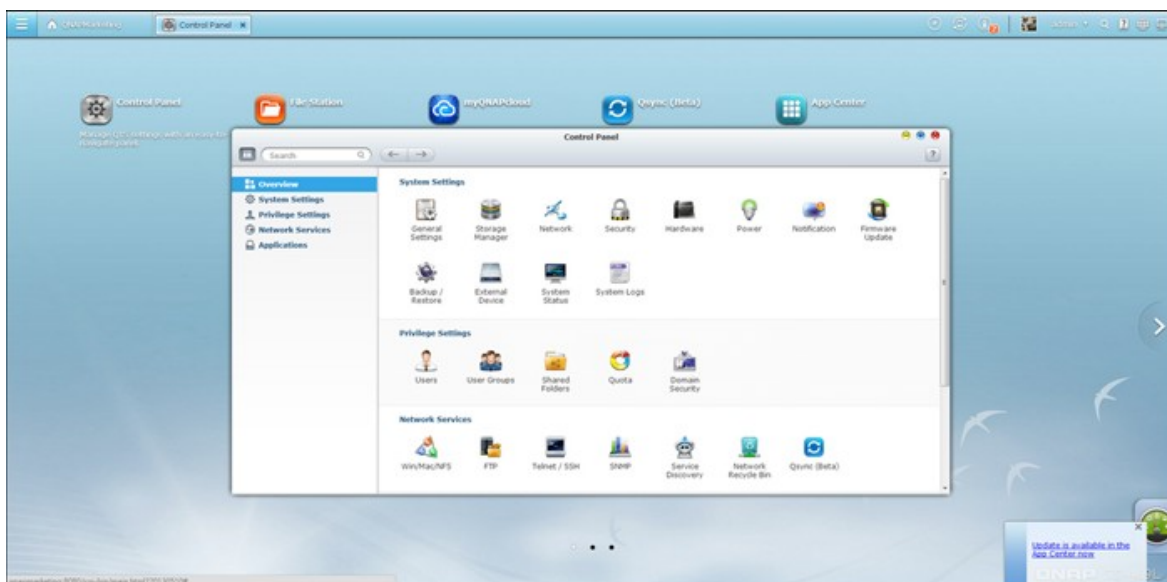 QNAPMarketing
Control Panel
admin
Control Panel
File Station
myQNAPcloud
Qsync (Beta)
App Center
Control Panel
Search
Overview
System Settings
Privilege Settings
Network Services
Applications
System Settings
General
Settings
Storage
Manager
Network
Security
Hardware
Power
Notification
Firmware
Update
Backup /
Restore
External
Device
System
Status
System Logs
Privilege Settings
Users
User Groups
Shared
Folders
Quota
Domain
Security
Network Services
Win/Mac/NFS
FTP
Telnet / SSH
SNMP
Service
Discovery
Network
Recycle Bin
Qsync (Beta)
Update is available in the
App Center now
QNAP